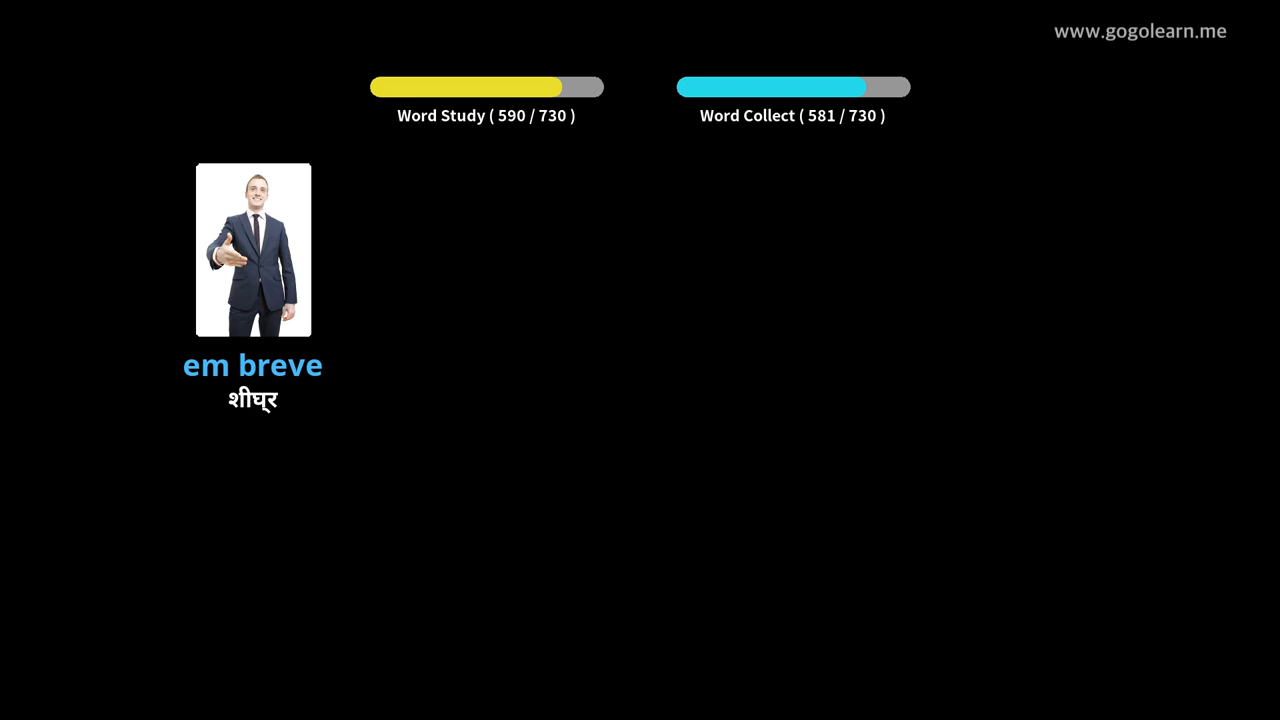 www.gogolearn.me
Word Study ( 590 / 730 )
Word Collect ( 581 / 730 )
em breve
शीघ्र